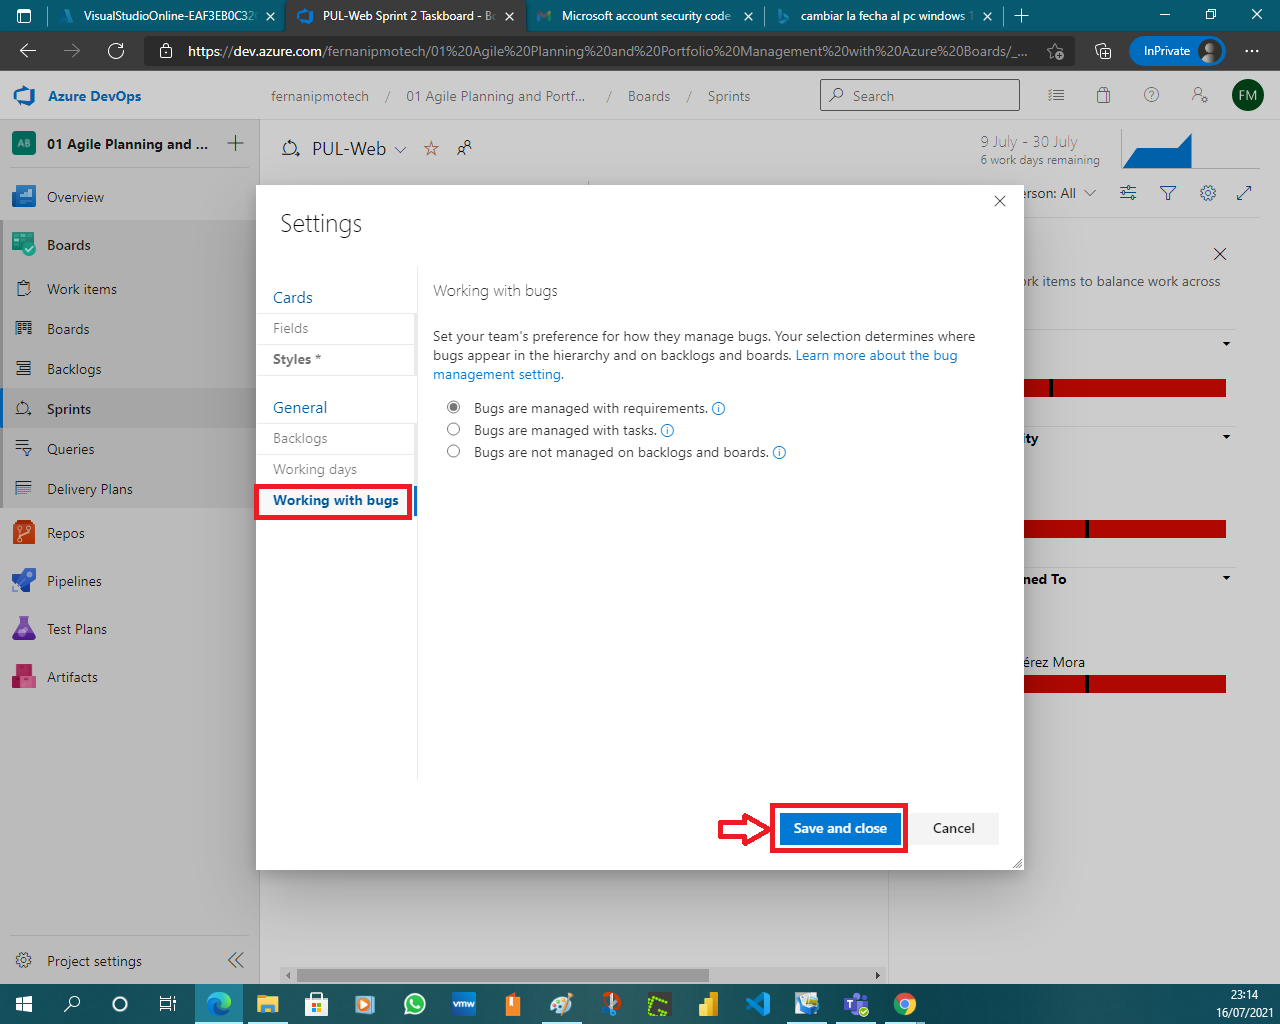 VisualStudioOnline-EAF3EB0C32
PUL-Web Sprint 2 Taskboard - Bo
Microsoft account security code
cambiar la fecha al pc windows 1
https://dev.azure.com/fernanipmotech/01%20Agile%20Planning%20and%20Portfolio%20Management%20with%20Azure%20Boards/_...
InPrivate
Azure DevOps
fernanipmotech / 01 Agile Planning and Portf... / Boards / Sprints
Search
FM
AB
01 Agile Planning and ...
PUL-Web
9 July - 30 July
6 work days remaining
erson: All
Overview
Boards
Work items
Boards
Backlogs
Sprints
Queries
Delivery Plans
Repos
Pipelines
Test Plans
Artifacts
Project settings
Settings
Cards
Fields
Styles *
General
Backlogs
Working days
Working with bugs
Working with bugs
Set your team's preference for how they manage bugs. Your selection determines where
bugs appear in the hierarchy and on backlogs and boards. Learn more about the bug
management setting.
Bugs are managed with requirements.
Bugs are managed with tasks.
Bugs are not managed on backlogs and boards.
Save and close
Cancel
rk items to balance work across
ity
ned To
érez Mora
vmw
23:14
16/07/2021